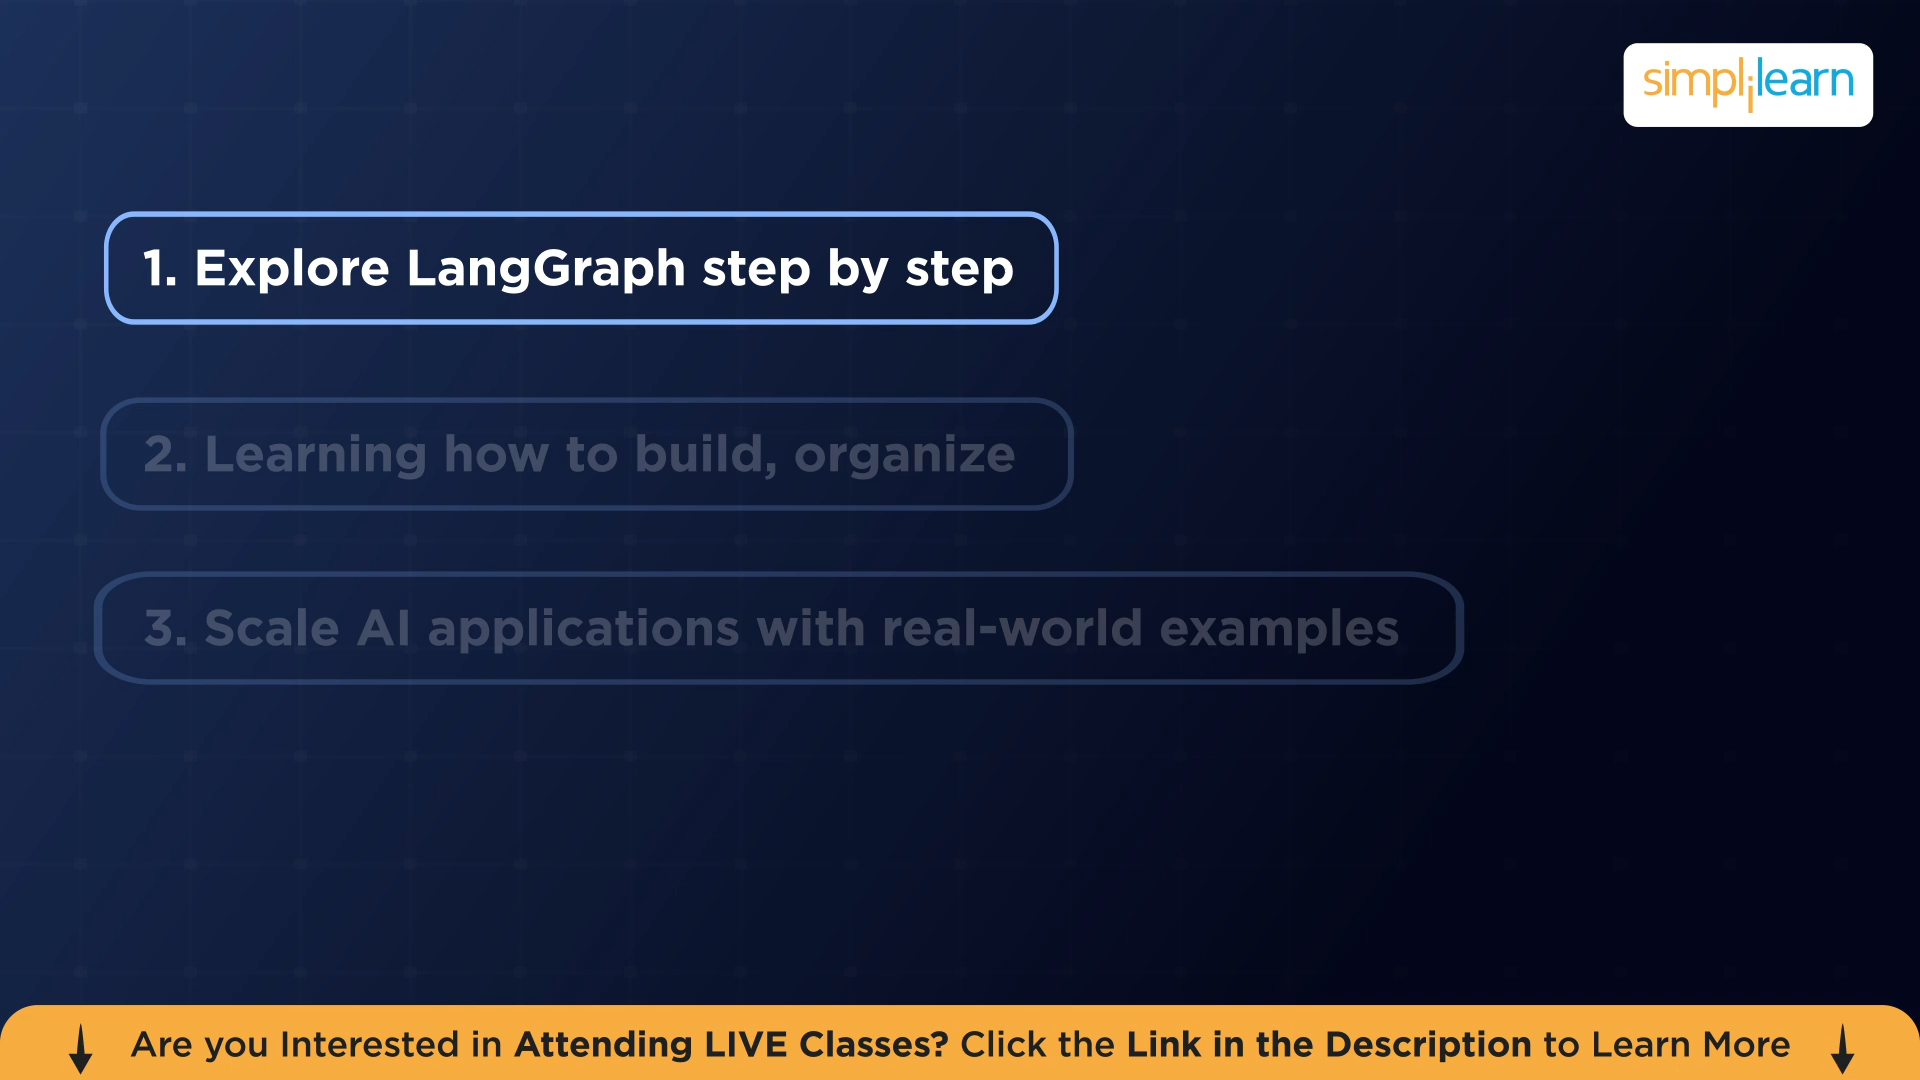 simplilearn
1. Explore LangGraph step by step
2. Learning how to build, organize
3. Scale AI applications with real-world examples
Are you Interested in Attending LIVE Classes? Click the Link in the Description to Learn More